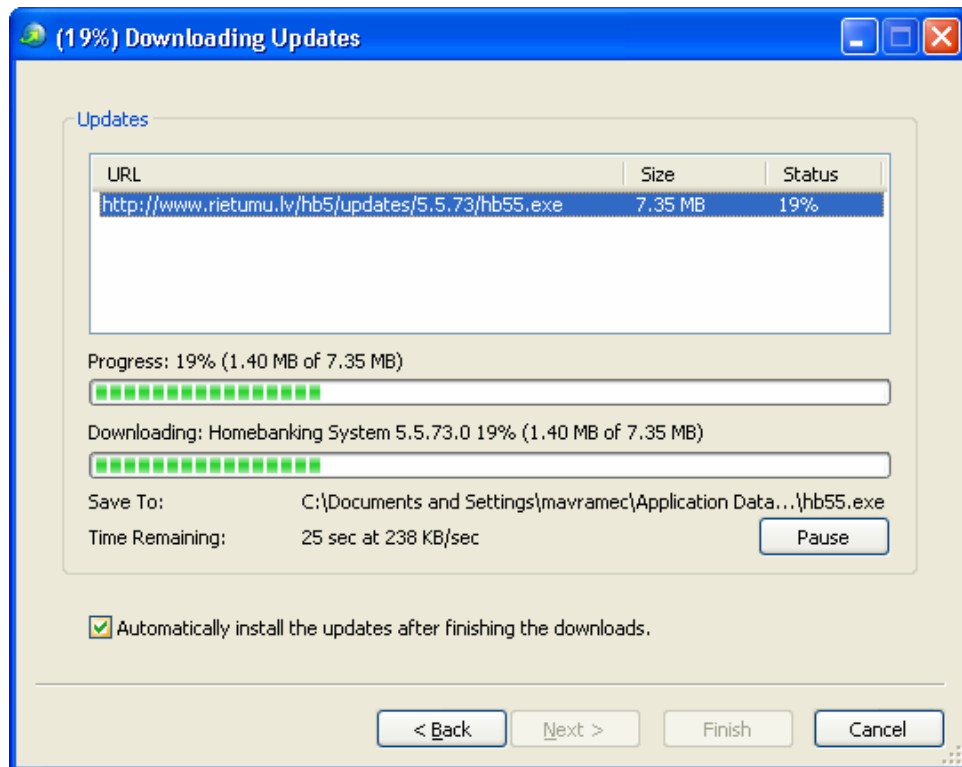 (19%) Downloading Updates
Updates
URL Size Status
http://www.rietumu.lv/hb5/updates/5.5.73/hb55.exe 7.35 MB 19%
Progress: 19% (1.40 MB of 7.35 MB)
Downloading: Homebanking System 5.5.73.0 19% (1.40 MB of 7.35 MB)
Save To: C:\Documents and Settings\mavramec\Application Data...\hb55.exe
Time Remaining: 25 sec at 238 KB/sec Pause
Automatically install the updates after finishing the downloads.
< Back Next > Finish Cancel